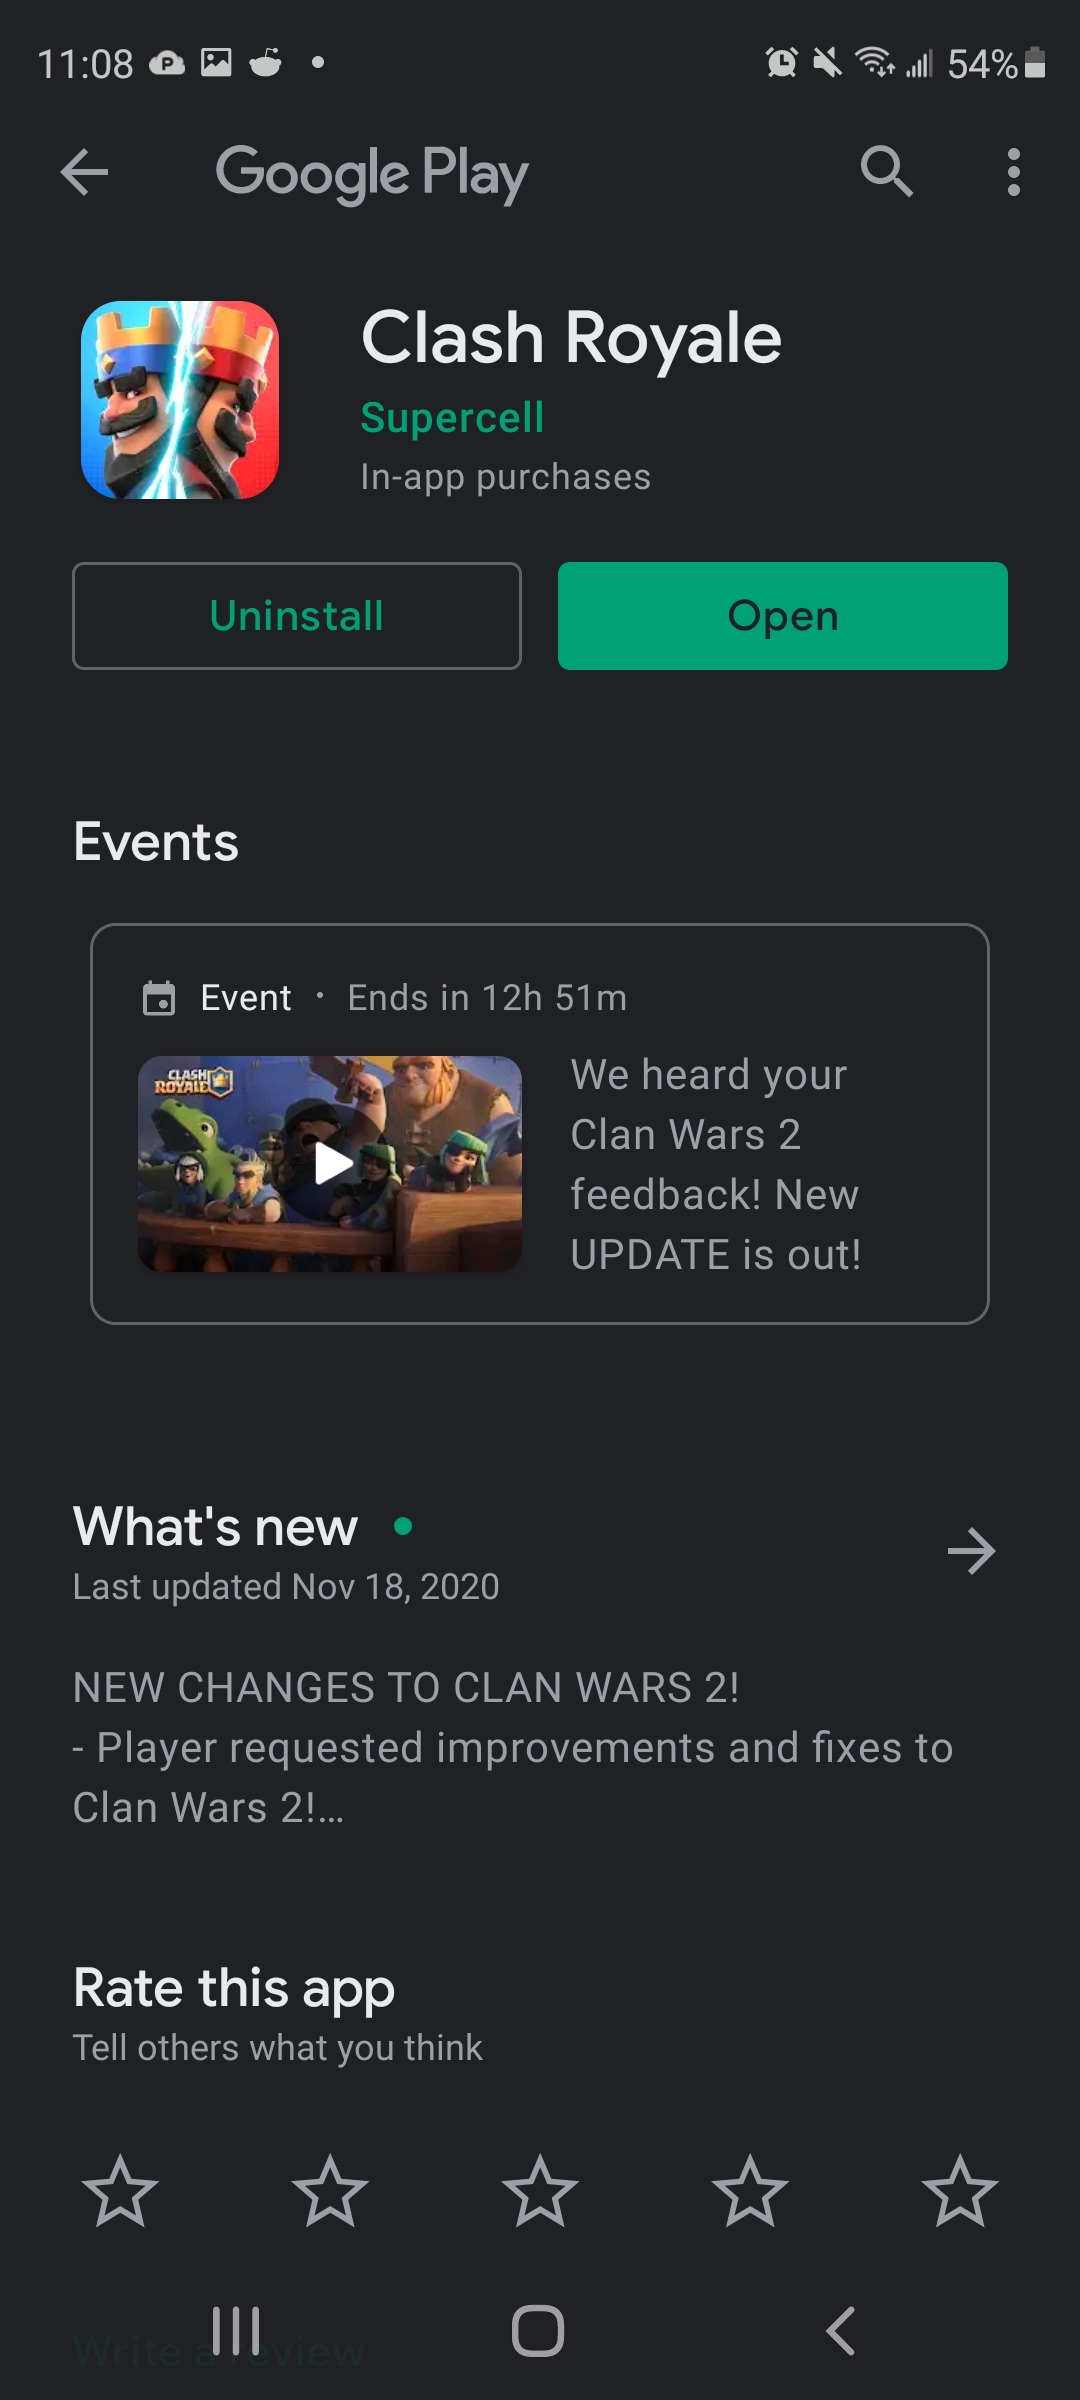 11:08
54%
Google Play
Clash Royale
Supercell
In-app purchases
Uninstall
Open
Events
Event • Ends in 12h 51m
CLASH
ROYALE
We heard your
Clan Wars 2
feedback! New
UPDATE is out!
What's new
Last updated Nov 18, 2020
NEW CHANGES TO CLAN WARS 2!
- Player requested improvements and fixes to
Clan Wars 2!...
Rate this app
Tell others what you think
Write a review